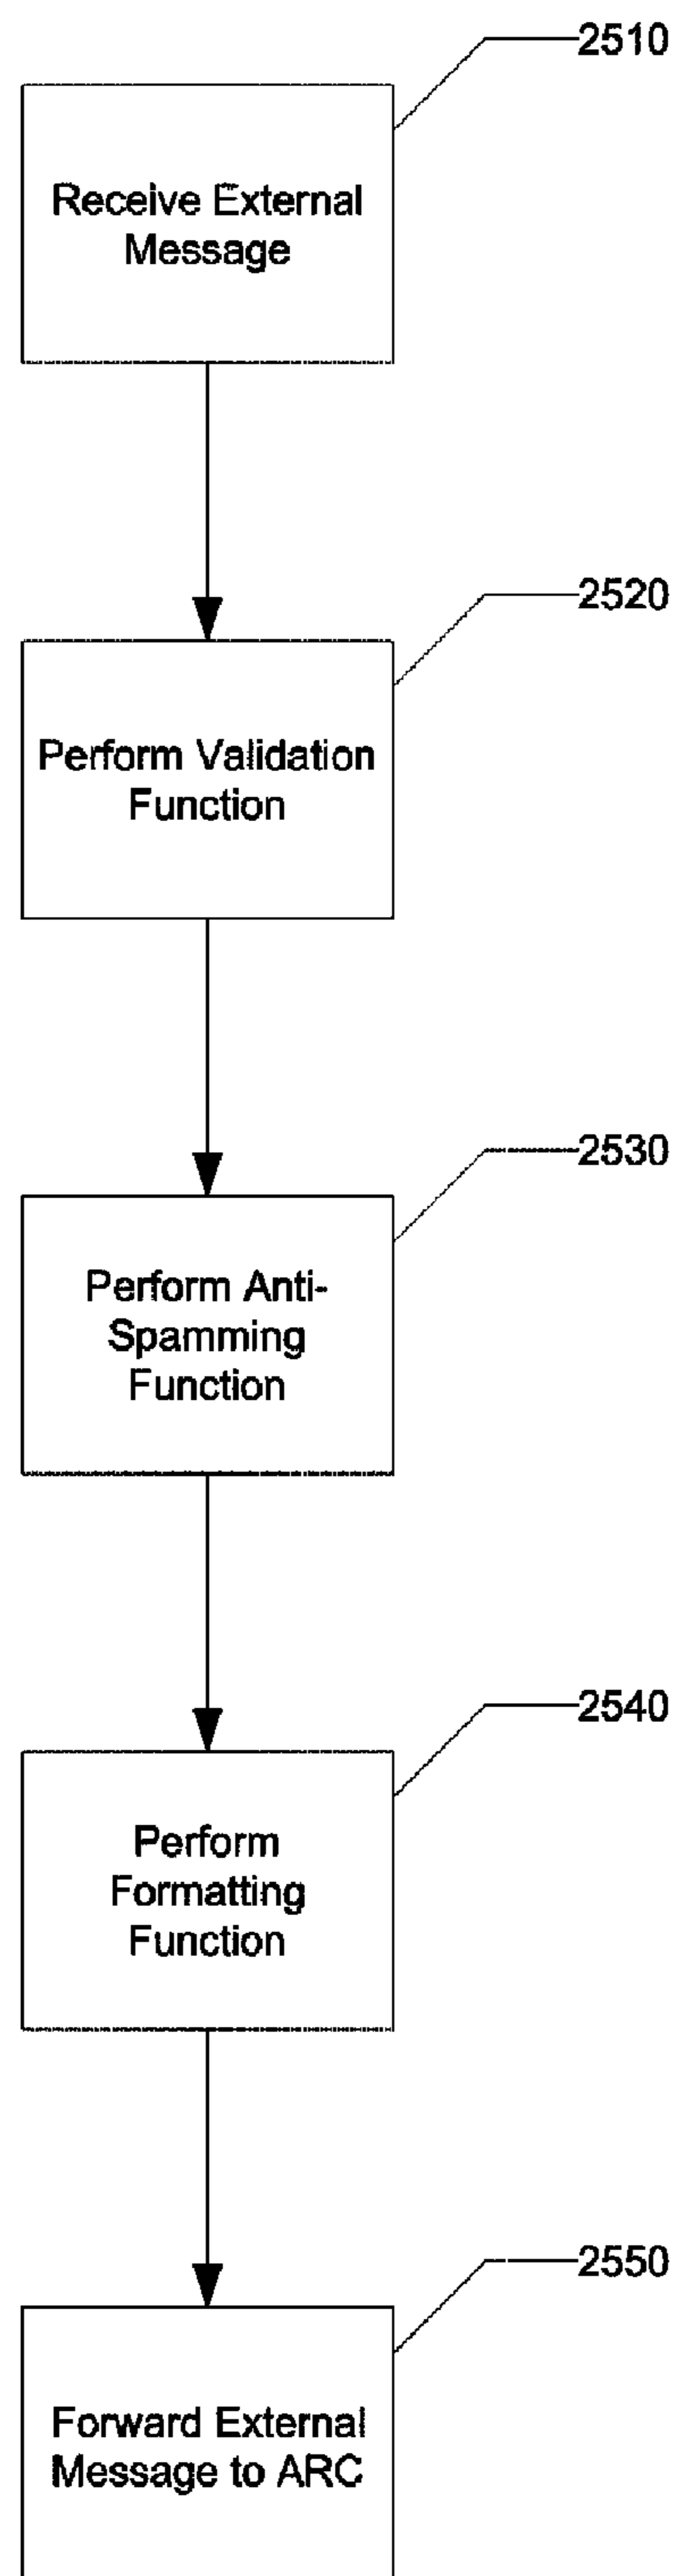 2510
Receive External
Message
2520
Perform Validation
Function
2530
Perform Anti-
Spamming
Function
2540
Perform
Formatting
Function
2550
Forward External
Message to ARC